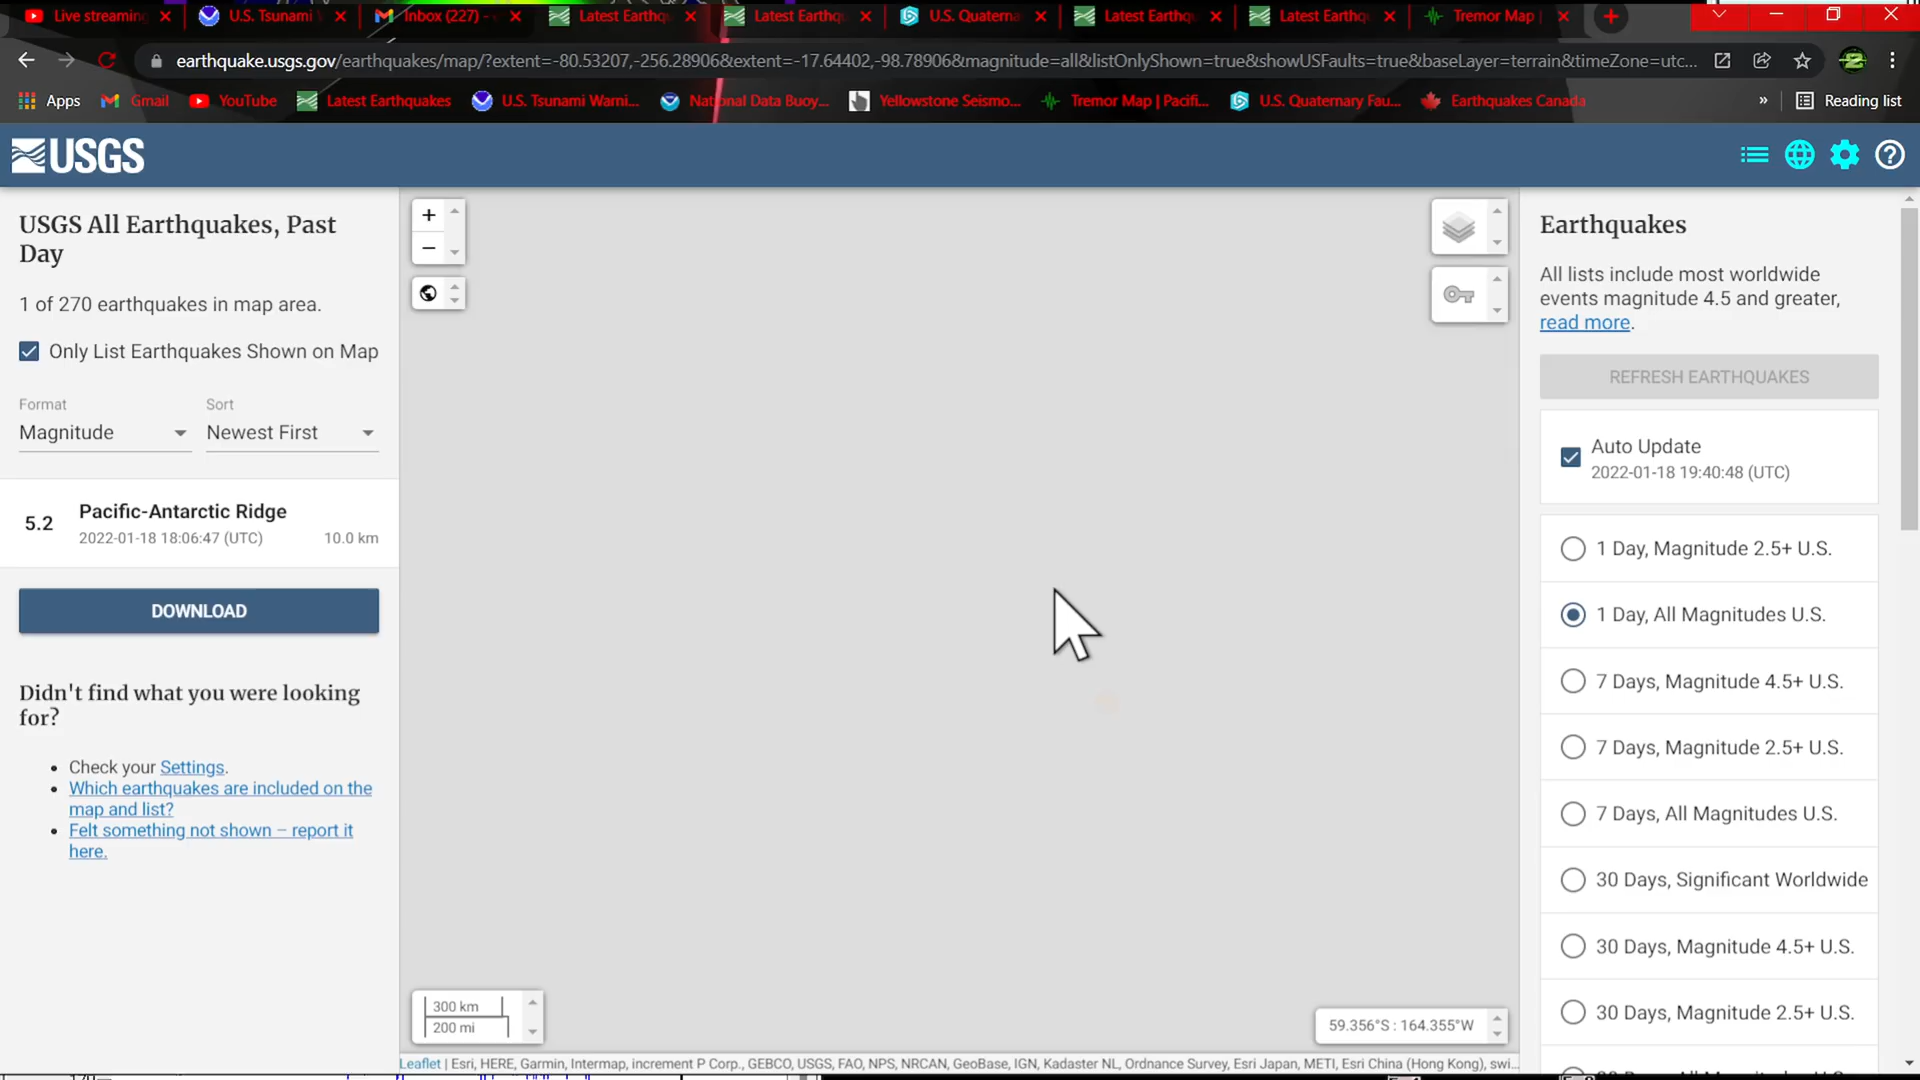 Live streaming
U.S. Tsunami
Inbox (227) -
Latest Earthqu
Latest Earthqu
U.S. Quaterna
Latest Earthqu
Latest Earthqu
Tremor Map |
earthquake.usgs.gov/earthquakes/map/?extent=-80.53207,-256.28906&extent=-17.64402,-98.78906&magnitude=all&listOnlyShown=true&showUSFaults=true&baseLayer=terrain&timeZone=utc...
Apps
Gmail
YouTube
Latest Earthquakes
U.S. Tsunami Warni...
National Data Buoy...
Yellowstone Seismo...
Tremor Map | Pacifi...
U.S. Quaternary Fau...
Earthquakes Canada
»
Reading list
USGS
USGS All Earthquakes, Past
Day
1 of 270 earthquakes in map area.
Only List Earthquakes Shown on Map
Format
Sort
Magnitude
Newest First
5.2
Pacific-Antarctic Ridge
2022-01-18 18:06:47 (UTC)
10.0 km
DOWNLOAD
Didn't find what you were looking
for?
• Check your Settings.
• Which earthquakes are included on the
map and list?
• Felt something not shown – report it
here.
+
−
300 km
200 mi
59.356°S : 164.355°W
Leaflet | Esri, HERE, Garmin, Intermap, increment P Corp., GEBCO, USGS, FAO, NPS, NRCAN, GeoBase, IGN, Kadaster NL, Ordnance Survey, Esri Japan, METI, Esri China (Hong Kong), swi...
Earthquakes
All lists include most worldwide
events magnitude 4.5 and greater,
read more.
REFRESH EARTHQUAKES
Auto Update
2022-01-18 19:40:48 (UTC)
1 Day, Magnitude 2.5+ U.S.
1 Day, All Magnitudes U.S.
7 Days, Magnitude 4.5+ U.S.
7 Days, Magnitude 2.5+ U.S.
7 Days, All Magnitudes U.S.
30 Days, Significant Worldwide
30 Days, Magnitude 4.5+ U.S.
30 Days, Magnitude 2.5+ U.S.